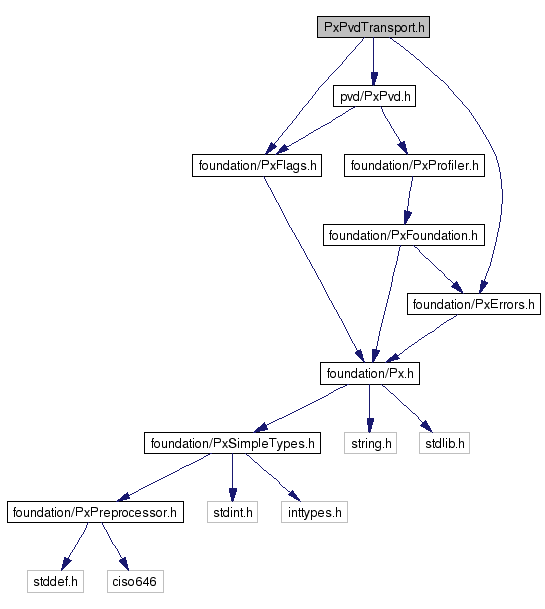 PxPvdTransport.h
pvd/PxPvd.h
foundation/PxFlags.h
foundation/PxProfiler.h
foundation/PxFoundation.h
foundation/PxErrors.h
foundation/Px.h
foundation/PxSimpleTypes.h
string.h
stdlib.h
foundation/PxPreprocessor.h
stdint.h
inttypes.h
stddef.h
ciso646